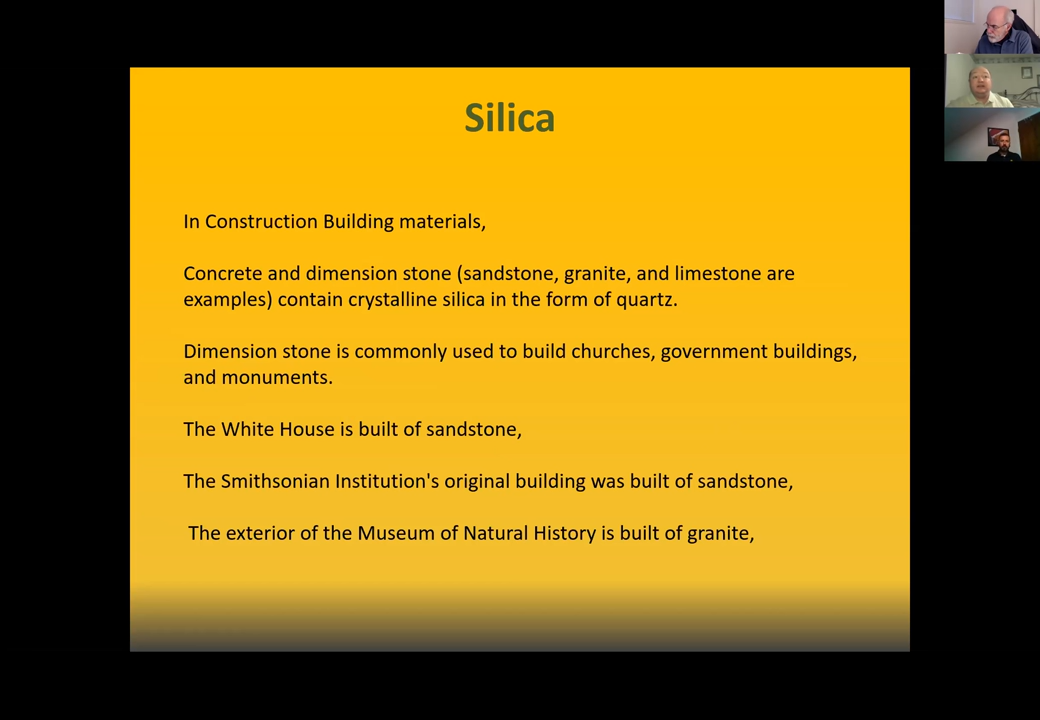 Silica
In Construction Building materials,
Concrete and dimension stone (sandstone, granite, and limestone are
examples) contain crystalline silica in the form of quartz.
Dimension stone is commonly used to build churches, government buildings,
and monuments.
The White House is built of sandstone,
The Smithsonian Institution's original building was built of sandstone,
The exterior of the Museum of Natural History is built of granite,